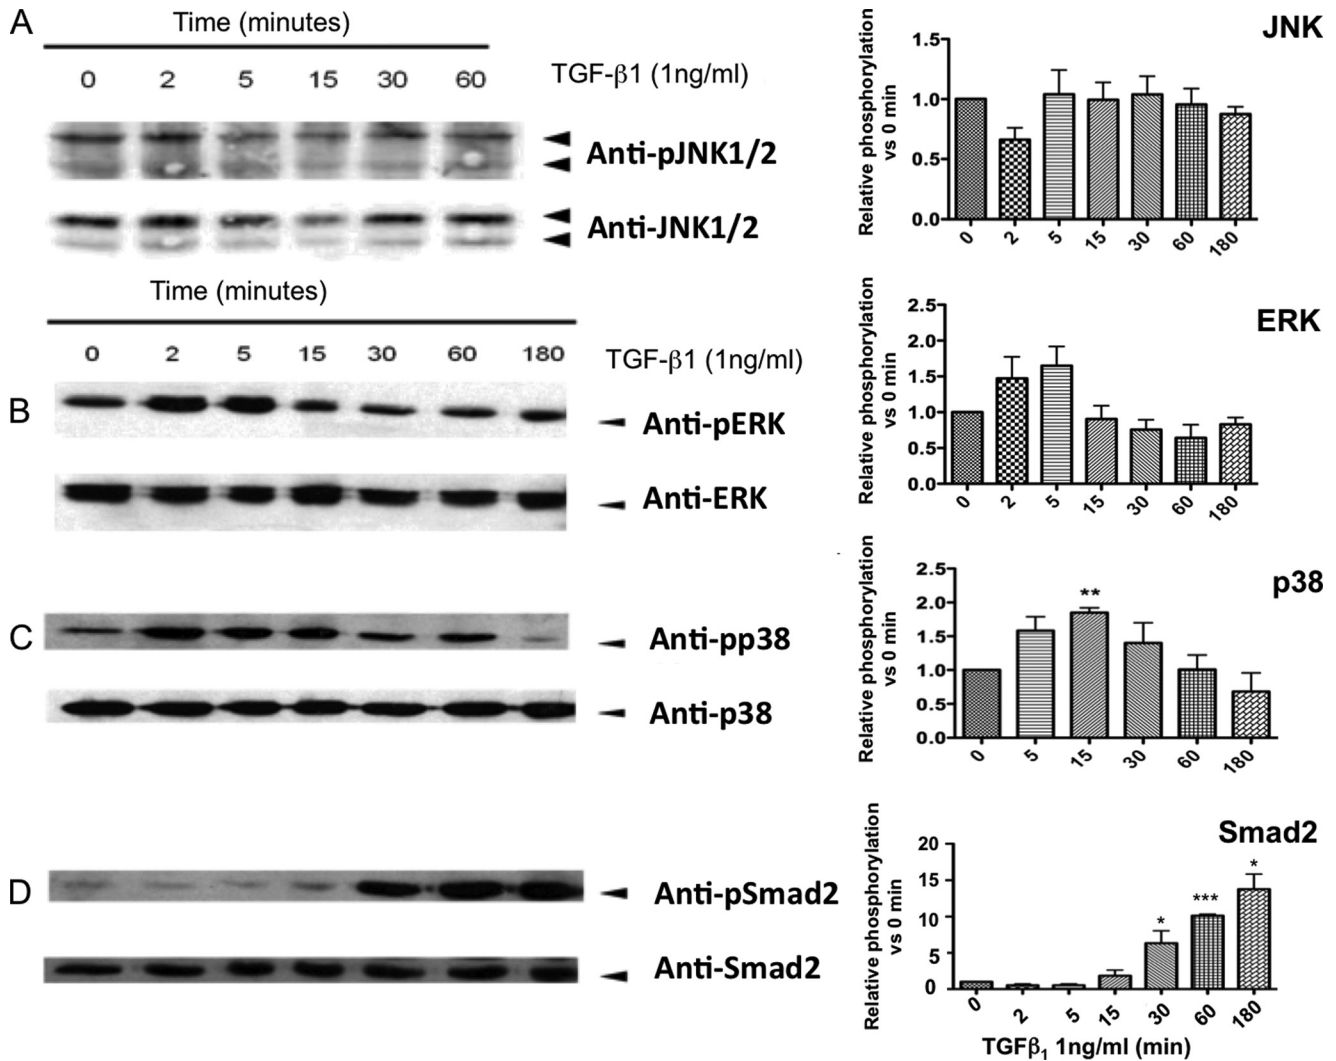 A
Time (minutes)
0 2 5 15 30 60
TGF-β1 (1ng/ml)
Anti-pJNK1/2
Anti-JNK1/2
JNK
Relative phosphorylation
vs 0 min
1.5
1.0
0.5
0.0
0 2 5 15 30 60 180
Time (minutes)
0 2 5 15 30 60 180
TGF-β1 (1ng/ml)
B
Anti-pERK
Anti-ERK
ERK
Relative phosphorylation
vs 0 min
2.5
2.0
1.5
1.0
0.5
0.0
0 2 5 15 30 60 180
C
Anti-pp38
Anti-p38
p38
Relative phosphorylation
vs 0 min
2.5
2.0
1.5
1.0
0.5
0.0
**
0 5 15 30 60 180
D
Anti-pSmad2
Anti-Smad2
Smad2
Relative phosphorylation
vs 0 min
20
15
10
5
0
* *** *
0 2 5 15 30 60 180
TGFβ₁ 1ng/ml (min)